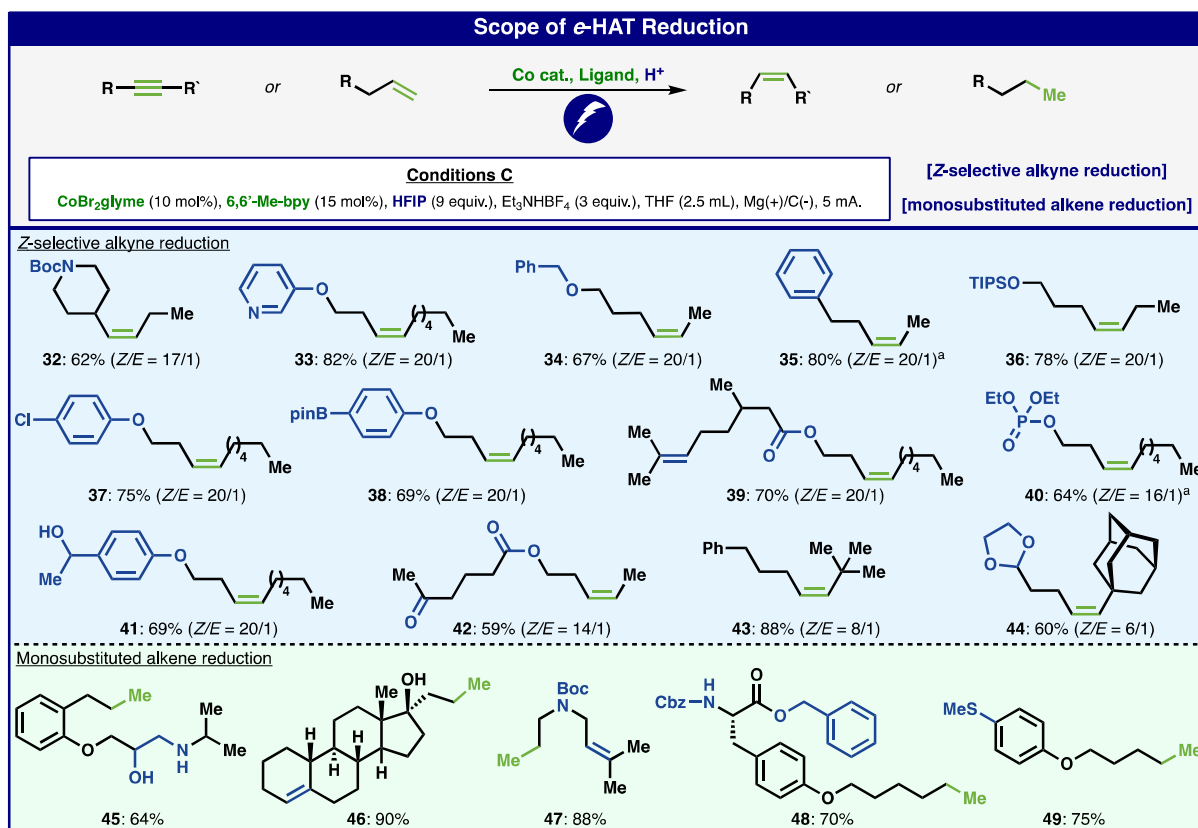 Scope of e-HAT Reduction
R R` or R Co cat., Ligand, H⁺ R R` or R Me
Conditions C
CoBr₂glyme (10 mol%), 6,6'-Me-bpy (15 mol%), HFIP (9 equiv.), Et₃NHBF₄ (3 equiv.), THF (2.5 mL), Mg(+)/C(-), 5 mA.
[Z-selective alkyne reduction]
[monosubstituted alkene reduction]
Z-selective alkyne reduction
BocN Me
32: 62% (Z/E = 17/1)
N O ( )₄ Me
33: 82% (Z/E = 20/1)
Ph O Me
34: 67% (Z/E = 20/1)
Me
35: 80% (Z/E = 20/1)ᵃ
TIPSO Me
36: 78% (Z/E = 20/1)
Cl O ( )₄ Me
37: 75% (Z/E = 20/1)
pinB O ( )₄ Me
38: 69% (Z/E = 20/1)
Me Me Me O O ( )₄ Me
39: 70% (Z/E = 20/1)
EtO OEt P O O ( )₄ Me
40: 64% (Z/E = 16/1)ᵃ
HO Me O ( )₄ Me
41: 69% (Z/E = 20/1)
O O Me O Me
42: 59% (Z/E = 14/1)
Ph Me Me Me
43: 88% (Z/E = 8/1)
O O
44: 60% (Z/E = 6/1)
Monosubstituted alkene reduction
Me O OH N H Me Me
45: 64%
Me OH Me H H H H
46: 90%
Boc N Me Me Me
47: 88%
Cbz H N O O O Me
48: 70%
MeS O Me
49: 75%